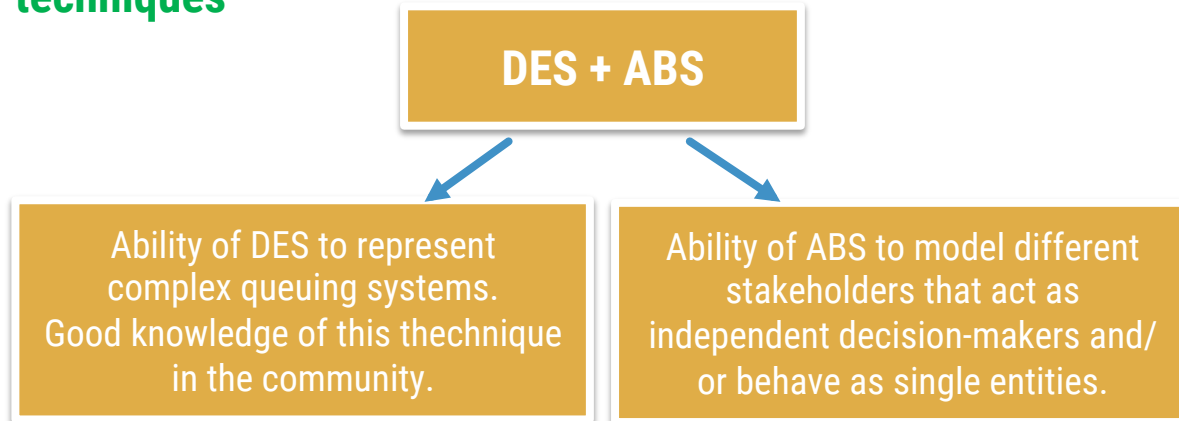 techniques
DES + ABS
Ability of DES to represent
complex queuing systems.
Good knowledge of this thechnique
in the community.
Ability of ABS to model different
stakeholders that act as
independent decision-makers and/
or behave as single entities.